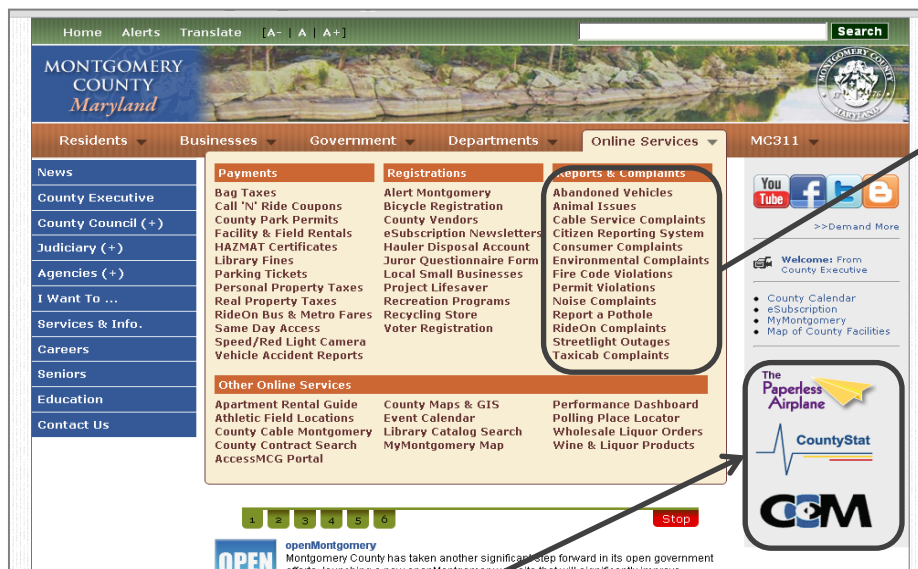 Home Alerts Translate [A- | A | A+] Search
MONTGOMERY
COUNTY
Maryland
MONTGOMERY COUNTY
17 76
MARYLAND
Residents Businesses Government Departments Online Services MC311
News
County Executive
County Council (+)
Judiciary (+)
Agencies (+)
I Want To ...
Services & Info.
Careers
Seniors
Education
Contact Us
Payments
Bag Taxes
Call 'N' Ride Coupons
County Park Permits
Facility & Field Rentals
HAZMAT Certificates
Library Fines
Parking Tickets
Personal Property Taxes
Real Property Taxes
RideOn Bus & Metro Fares
Same Day Access
Speed/Red Light Camera
Vehicle Accident Reports
Registrations
Alert Montgomery
Bicycle Registration
County Vendors
eSubscription Newsletters
Hauler Disposal Account
Juror Questionnaire Form
Local Small Businesses
Project Lifesaver
Recreation Programs
Recycling Store
Voter Registration
Reports & Complaints
Abandoned Vehicles
Animal Issues
Cable Service Complaints
Citizen Reporting System
Consumer Complaints
Environmental Complaints
Fire Code Violations
Permit Violations
Noise Complaints
Report a Pothole
RideOn Complaints
Streetlight Outages
Taxicab Complaints
Other Online Services
Apartment Rental Guide
Athletic Field Locations
County Cable Montgomery
County Contract Search
AccessMCG Portal
County Maps & GIS
Event Calendar
Library Catalog Search
MyMontgomery Map
Performance Dashboard
Polling Place Locator
Wholesale Liquor Orders
Wine & Liquor Products
You
Tube
f
t
B
>>Demand More
Welcome: From
County Executive
County Calendar
eSubscription
MyMontgomery
Map of County Facilities
The
Paperless
Airplane
CountyStat
CCM
1 2 3 4 5 6 Stop
OPEN
openMontgomery
Montgomery County has taken another significant step forward in its open government